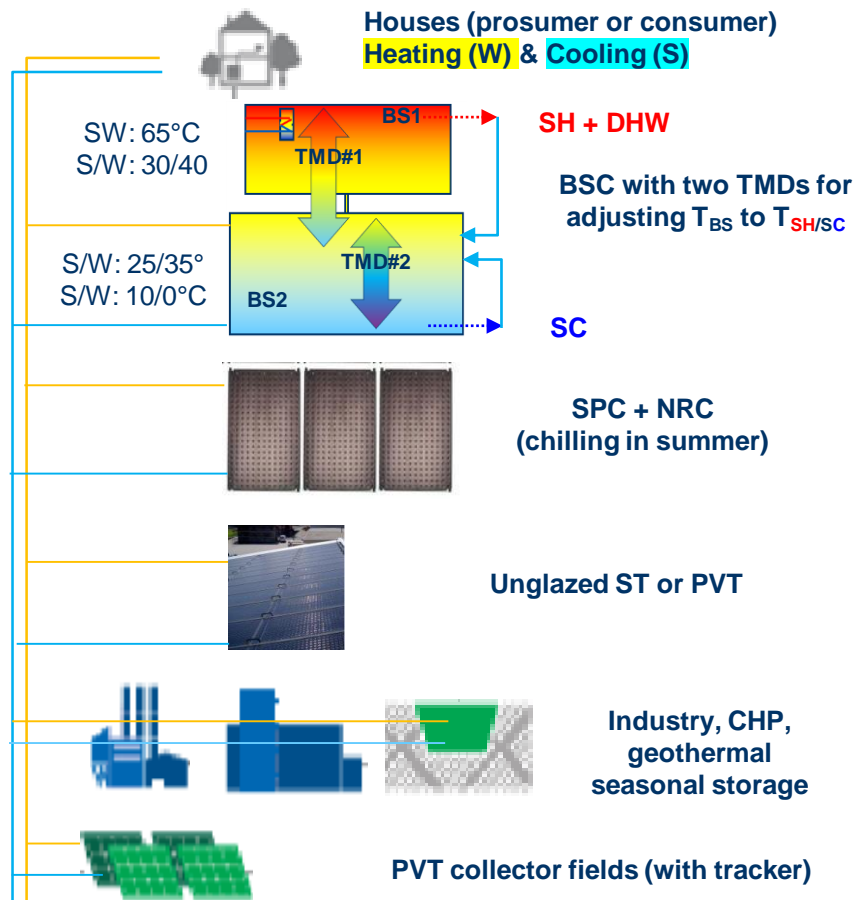 Houses (prosumer or consumer)
Heating (W) & Cooling (S)
SW: 65°C
S/W: 30/40
BS1
TMD#1
SH + DHW
BSC with two TMDs for
adjusting TBS to TSH/SC
S/W: 25/35°
S/W: 10/0°C
TMD#2
BS2
SC
SPC + NRC
(chilling in summer)
Unglazed ST or PVT
Industry, CHP,
geothermal
seasonal storage
PVT collector fields (with tracker)